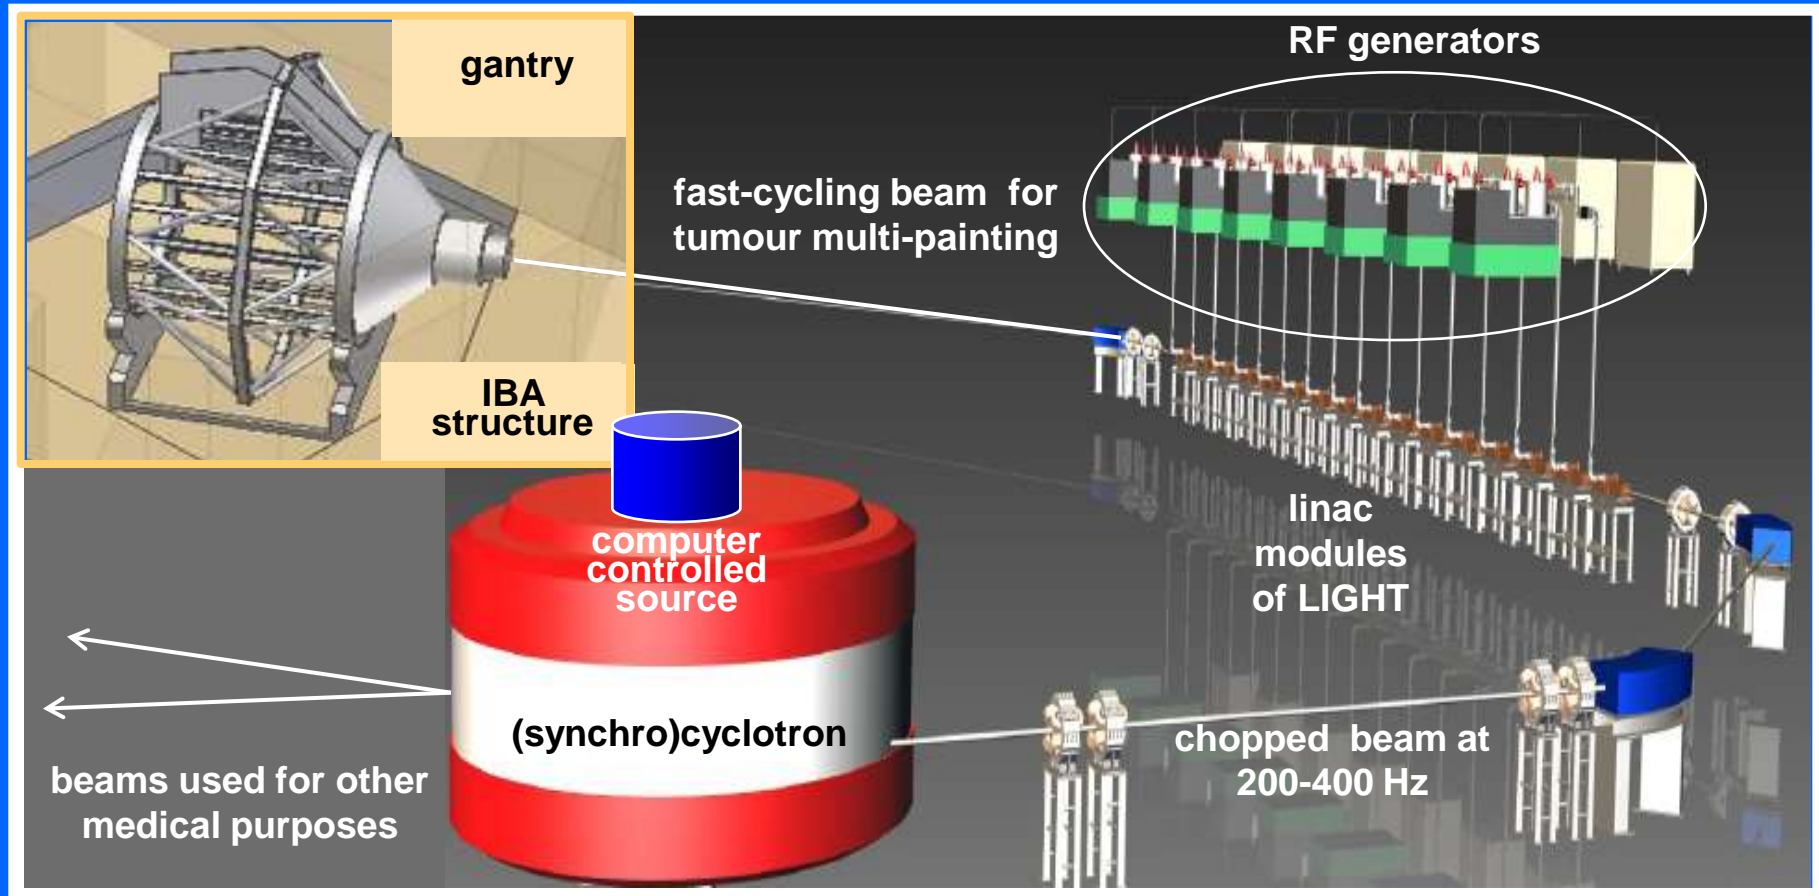 gantry
RF generators
fast-cycling beam for
tumour multi-painting
IBA
structure
computer
controlled
source
linac
modules
of LIGHT
(synchro)cyclotron
chopped beam at
200-400 Hz
beams used for other
medical purposes